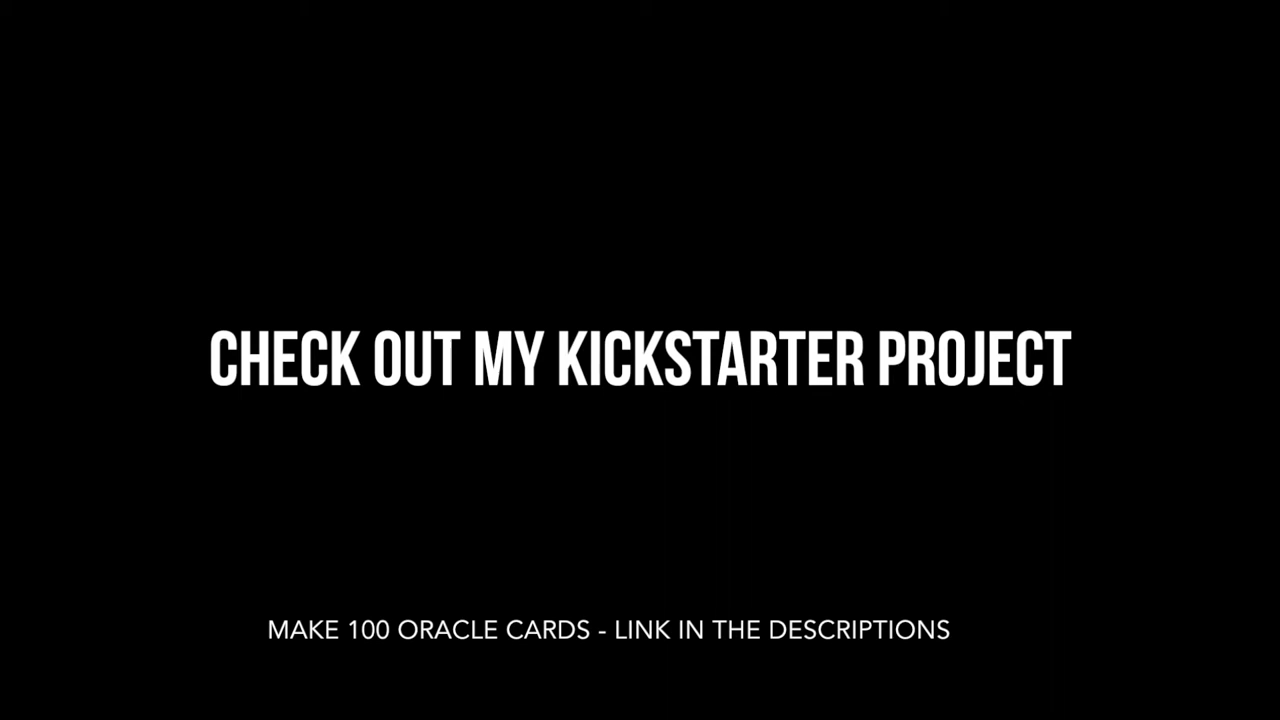 CHECK OUT MY KICKSTARTER PROJECT
MAKE 100 ORACLE CARDS - LINK IN THE DESCRIPTIONS